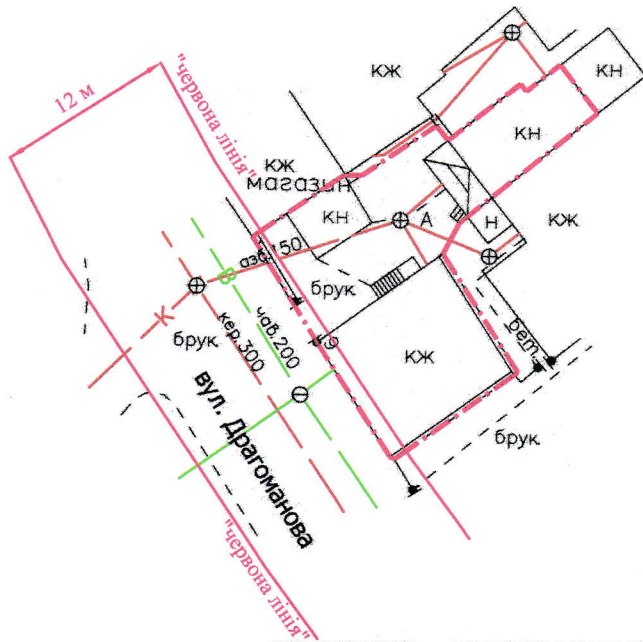 12 м
"червона лінія"
кж
кн
кн
кж
магазин
кн
А
н
кж
азб.150
В
брук
К
брук
кер.300
чав.200
9
кж
бет.
брук
вул. Драгоманова
"червона лінія"